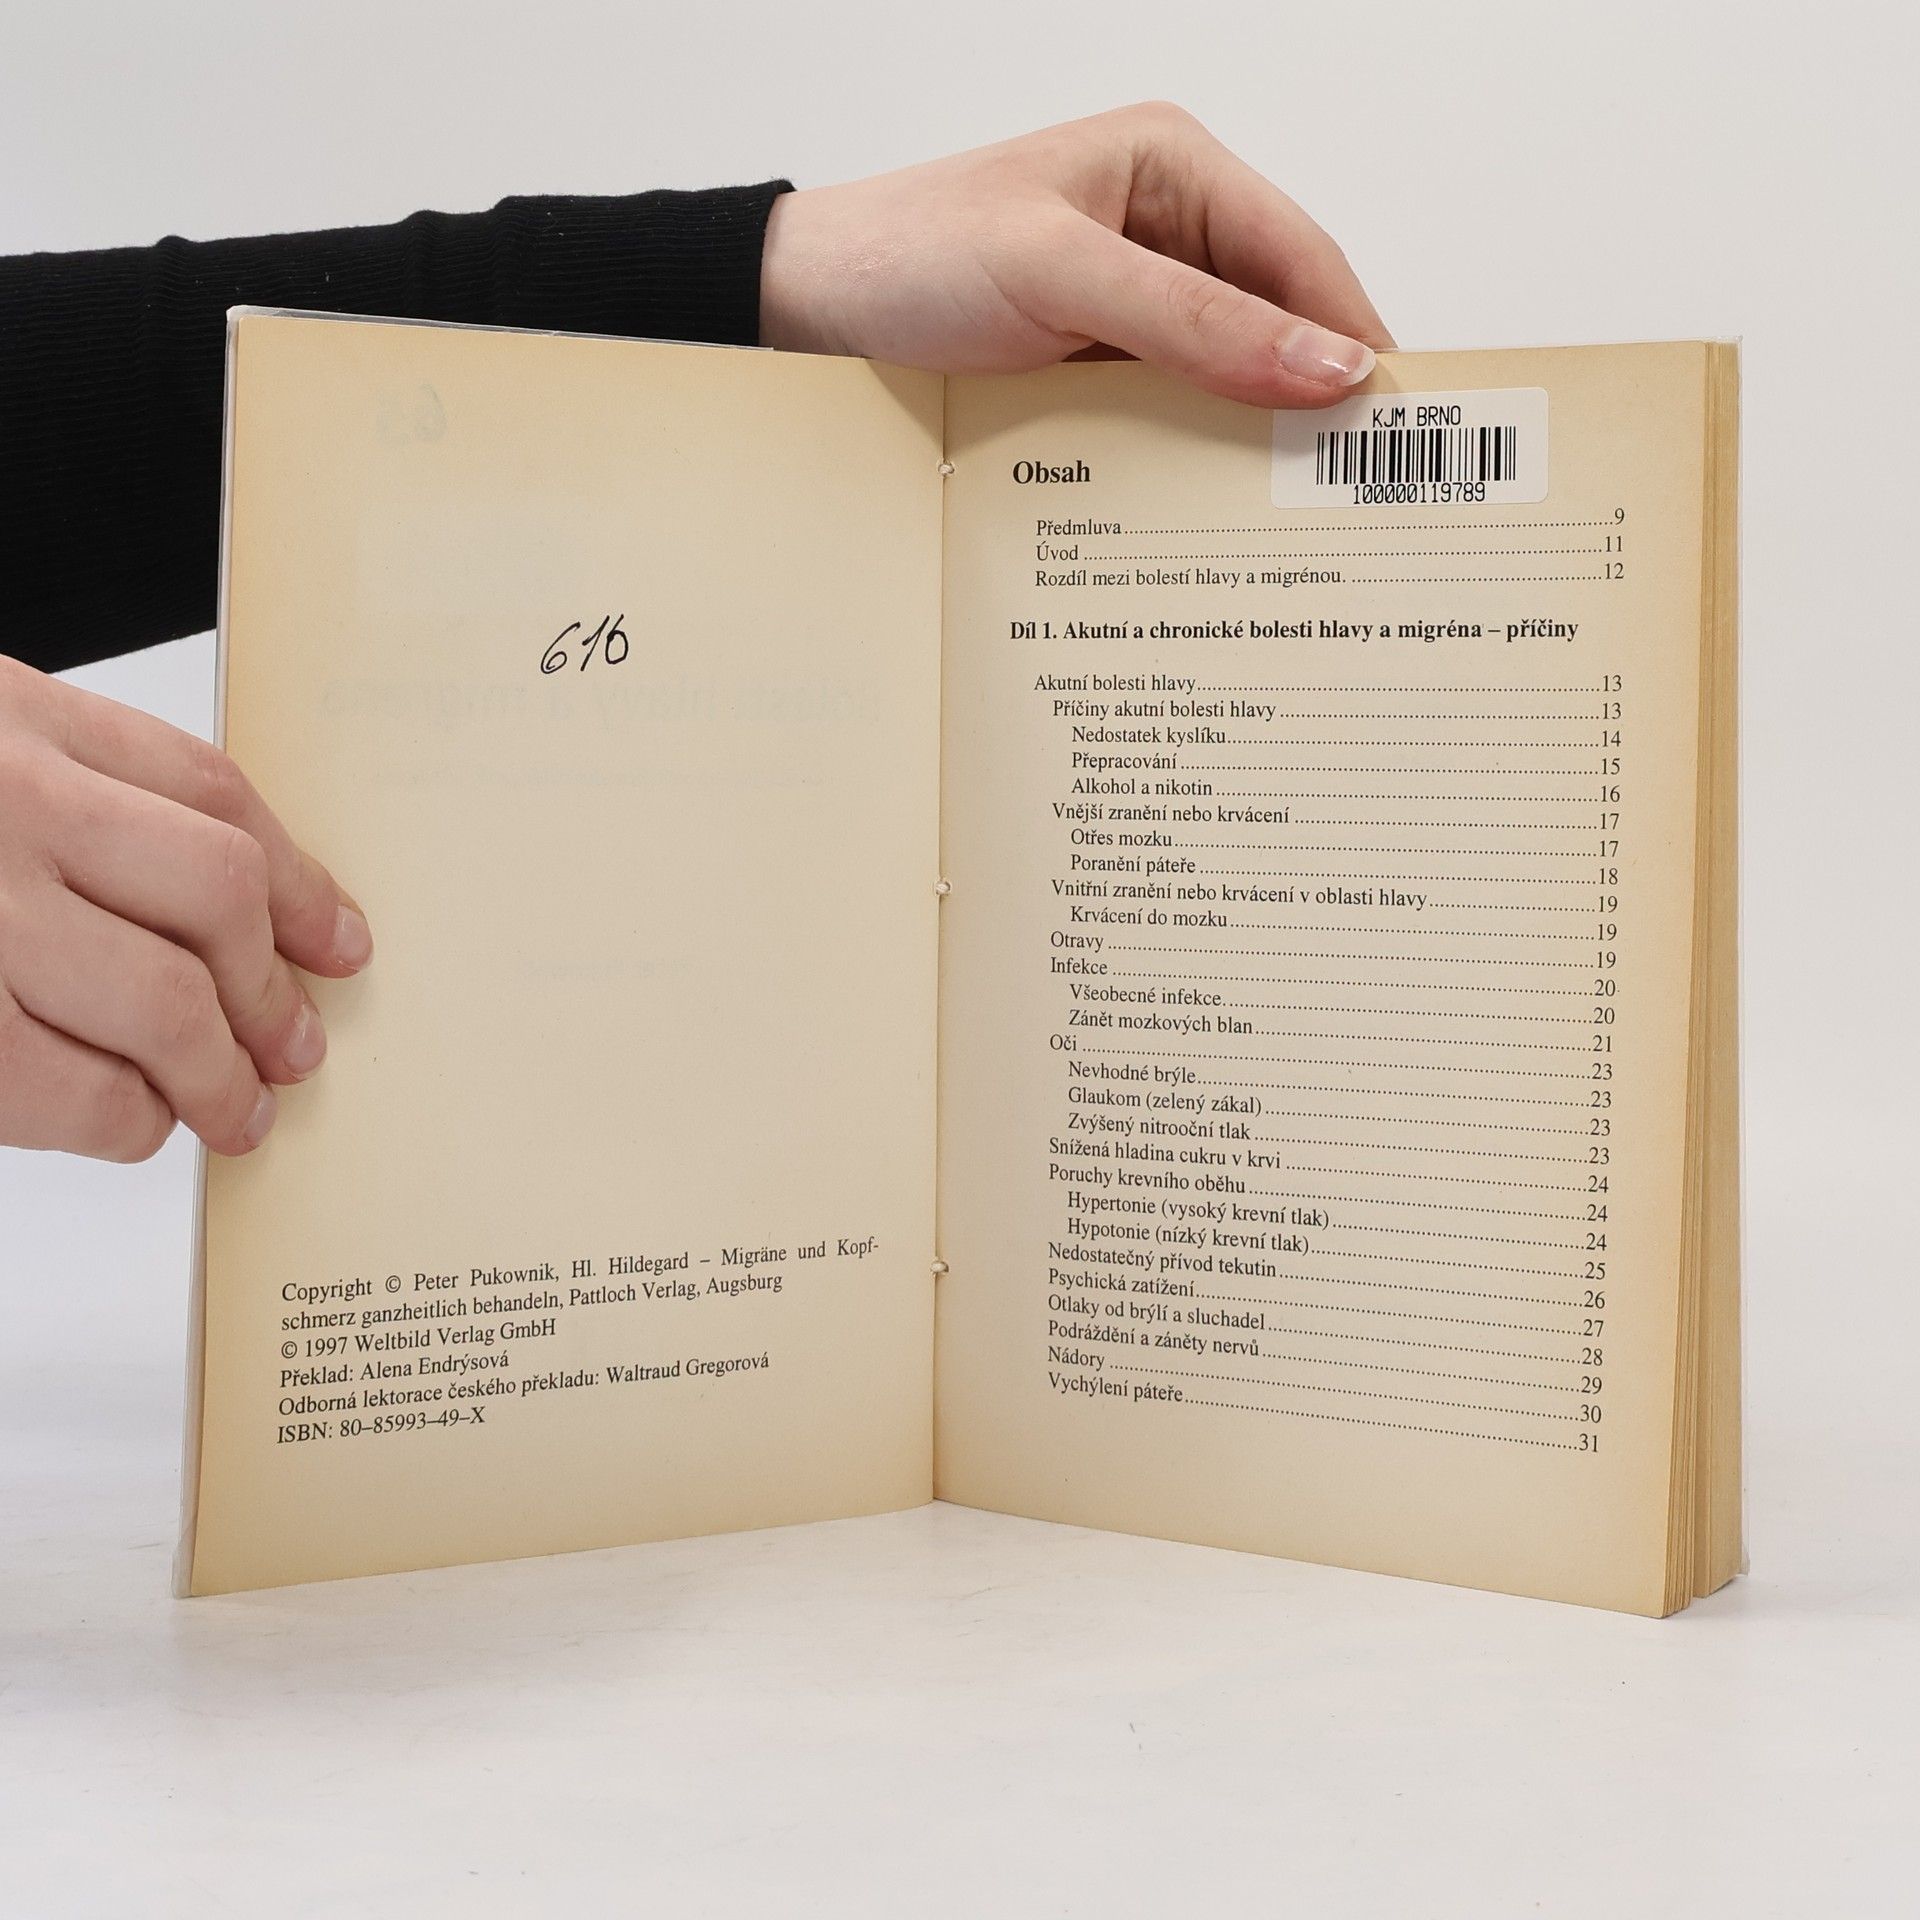 616
Copyright © Peter Pukownik, Hl. Hildegard – Migräne und Kopf-
schmerz ganzheitlich behandeln, Pattloch Verlag, Augsburg
© 1997 Weltbild Verlag GmbH
Překlad: Alena Endrýsová
Odborná lektorace českého překladu: Waltraud Gregorová
ISBN: 80–85993–49–X
KJM BRNO
100000119789
Obsah
Předmluva 9
Úvod 11
Rozdíl mezi bolestí hlavy a migrénou. 12
Díl 1. Akutní a chronické bolesti hlavy a migréna – příčiny
Akutní bolesti hlavy 13
Příčiny akutní bolesti hlavy 13
Nedostatek kyslíku 14
Přepracování 15
Alkohol a nikotin 16
Vnější zranění nebo krvácení 17
Otřes mozku 17
Poranění páteře 18
Vnitřní zranění nebo krvácení v oblasti hlavy 19
Krvácení do mozku 19
Otravy 19
Infekce 20
Všeobecné infekce 20
Zánět mozkových blan 21
Oči 23
Nevhodné brýle 23
Glaukom (zelený zákal) 23
Zvýšený nitrooční tlak 23
Snížená hladina cukru v krvi 24
Poruchy krevního oběhu 24
Hypertonie (vysoký krevní tlak) 24
Hypotonie (nízký krevní tlak) 25
Nedostatečný přívod tekutin 26
Psychická zatížení 27
Otlaky od brýlí a sluchadel 28
Podráždění a záněty nervů 29
Nádory 30
Vychýlení páteře 31